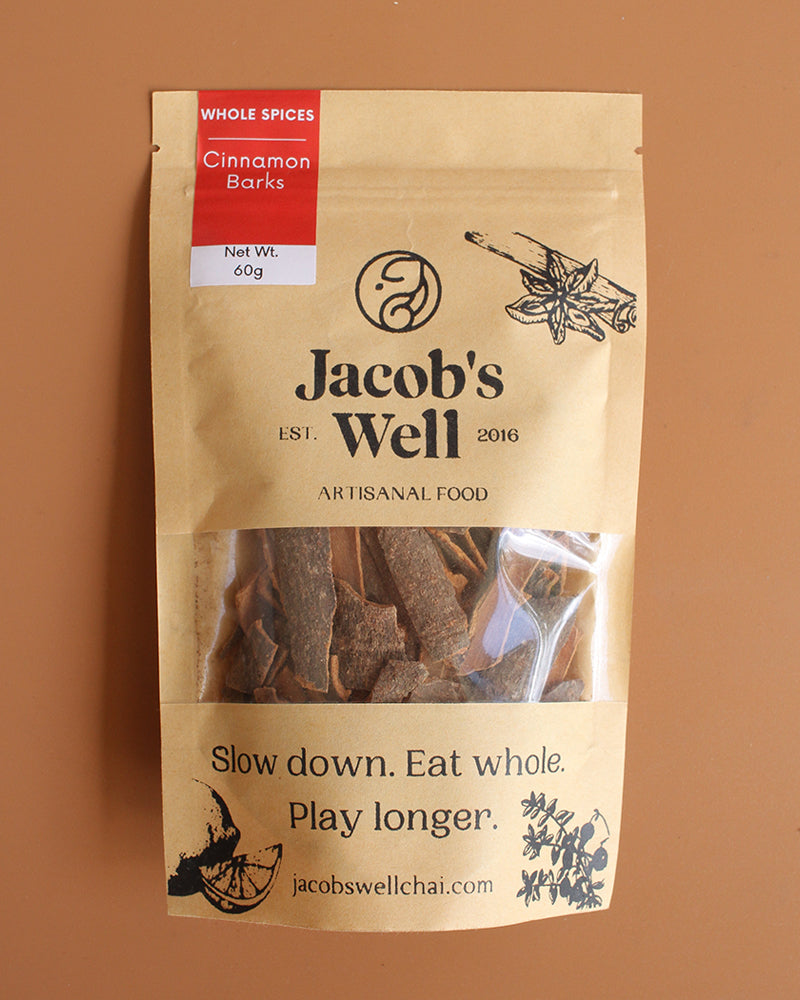 WHOLE SPICES
Cinnamon
Barks
Net Wt.
60g
Jacob's
EST. Well 2016
ARTISANAL FOOD
Slow down. Eat whole.
Play longer.
jacobswellchai.com